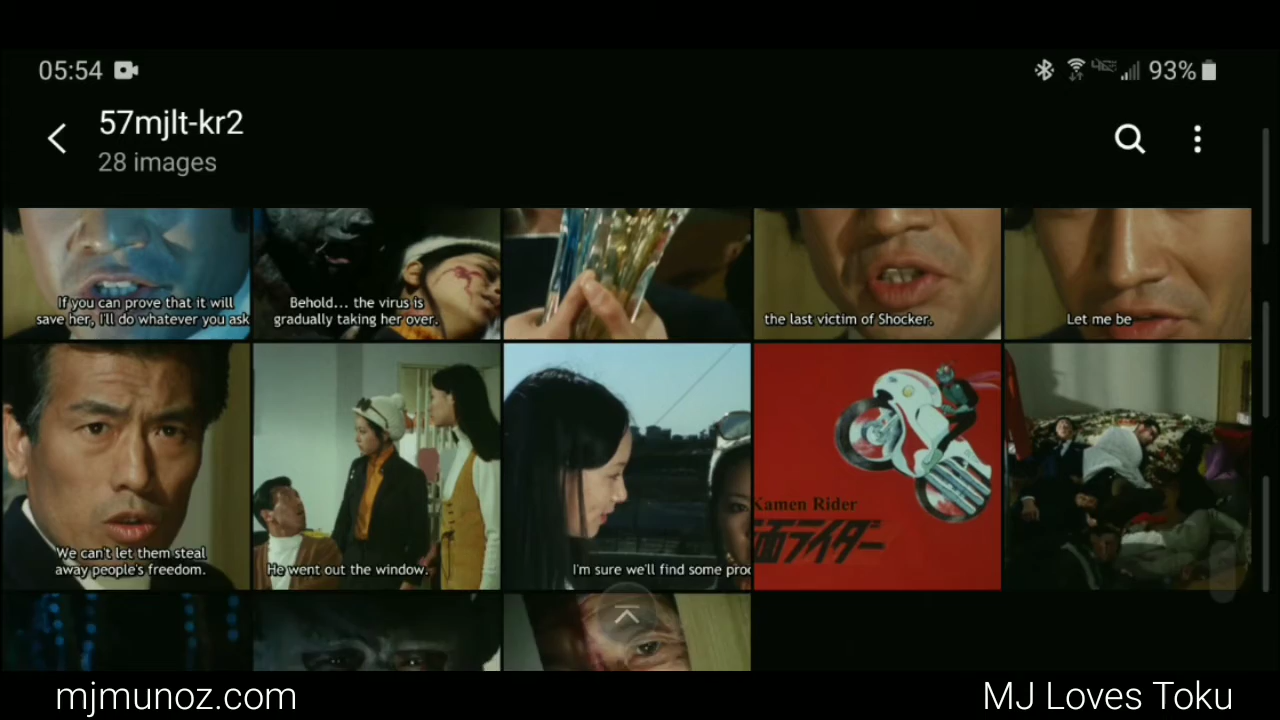 05:54
93%
57mjlt-kr2
28 images
If you can prove that it will
save her, I'll do whatever you ask
Behold... the virus is
gradually taking her over.
the last victim of Shocker.
Let me be
We can't let them steal
away people's freedom.
He went out the window.
I'm sure we'll find some
Kamen Rider
面ライダー
mjmunoz.com
MJ Loves Toku